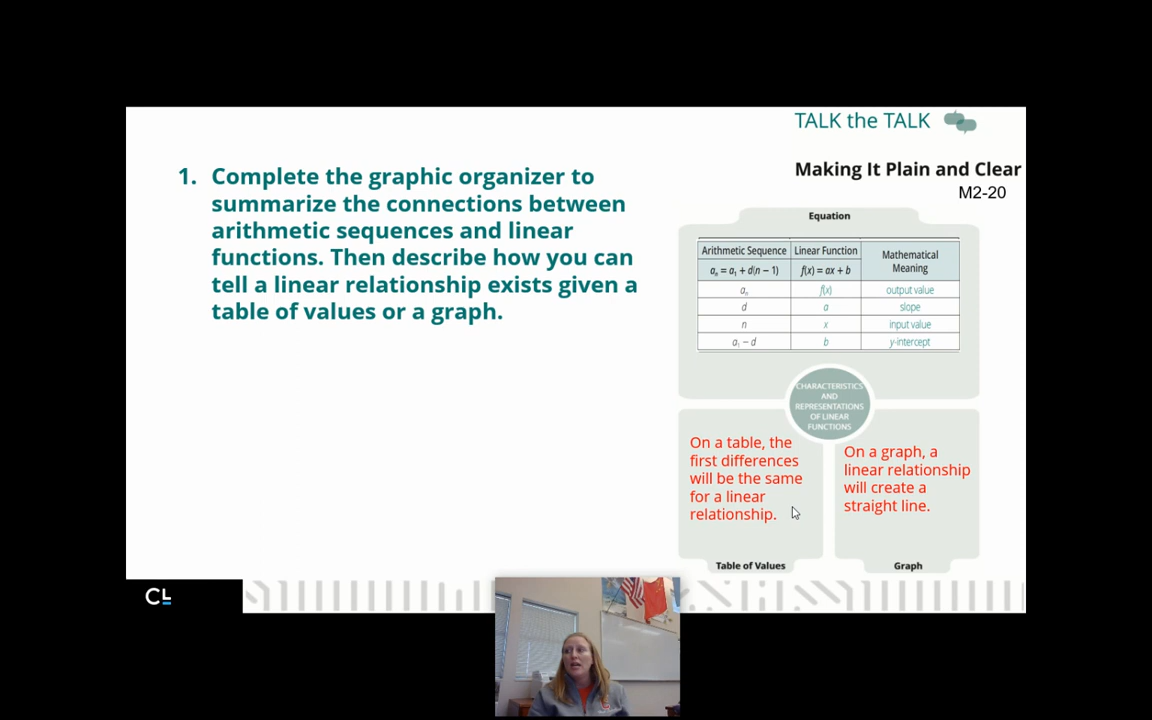 TALK the TALK
Making It Plain and Clear
M2-20
1. Complete the graphic organizer to
summarize the connections between
arithmetic sequences and linear
functions. Then describe how you can
tell a linear relationship exists given a
table of values or a graph.
Equation
Arithmetic Sequence Linear Function Mathematical Meaning
aₙ = a₁ + d(n − 1) f(x) = ax + b
aₙ f(x) output value
d a slope
n x input value
a₁ − d b y-intercept
CHARACTERISTICS
AND
REPRESENTATIONS
OF LINEAR
FUNCTIONS
On a table, the
first differences
will be the same
for a linear
relationship.
Table of Values
On a graph, a
linear relationship
will create a
straight line.
Graph
CL